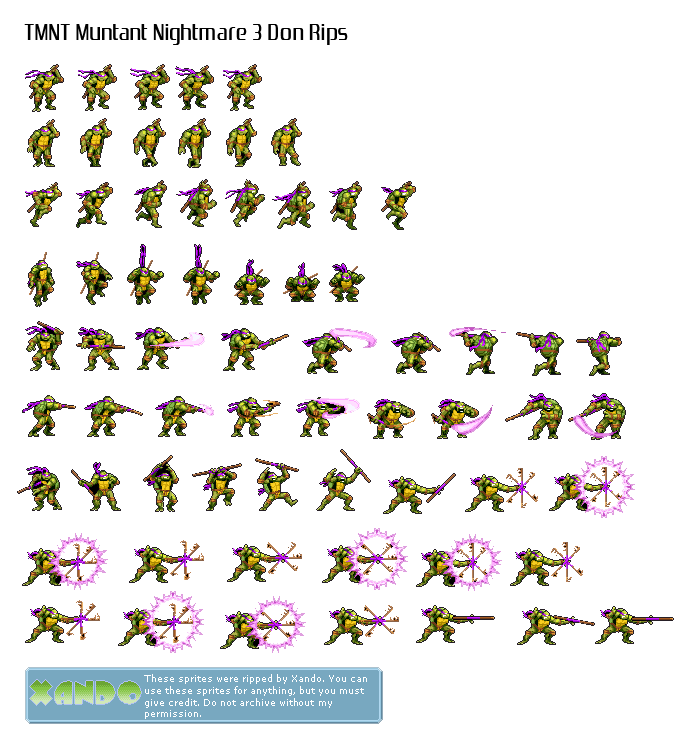 TMNT Muntant Nightmare 3 Don Rips
XANDO
These sprites were ripped by Xando. You can
use these sprites for anything, but you must
give credit. Do not archive without my
permission.